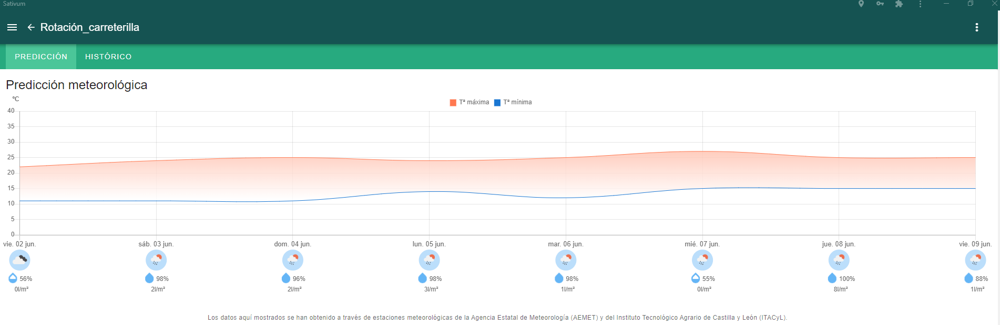 Sativum
Rotación_carreterilla
PREDICCIÓN HISTÓRICO
Predicción meteorológica
ºC
Tª máxima Tª mínima
40
35
30
25
20
15
10
5
0
vie. 02 jun. sáb. 03 jun. dom. 04 jun. lun. 05 jun. mar. 06 jun. mié. 07 jun. jue. 08 jun. vie. 09 jun.
56% 98% 96% 98% 98% 55% 100% 88%
0l/m² 2l/m² 2l/m² 3l/m² 1l/m² 0l/m² 8l/m² 1l/m²
Los datos aquí mostrados se han obtenido a través de estaciones meteorológicas de la Agencia Estatal de Meteorología (AEMET) y del Instituto Tecnológico Agrario de Castilla y León (ITACyL).